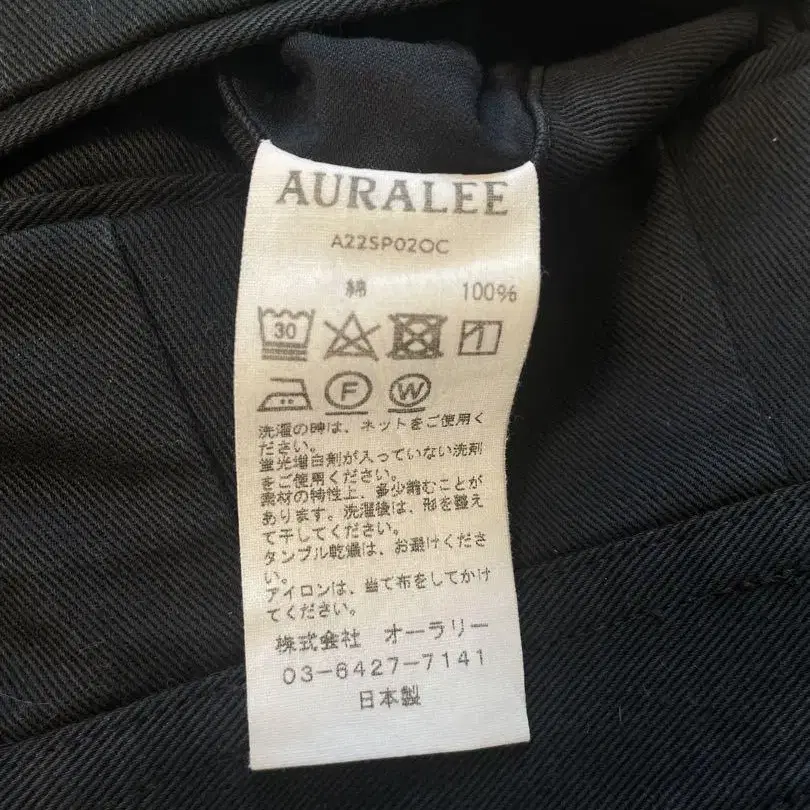 AURALEE
A22SP02OC
綿 100%
30
F W
洗濯の時は、ネットをご使用く
ださい。
蛍光増白剤が入っていない洗剤
をご使用ください。
素材の特性上、多少縮むことが
あります。洗濯後は、形を整え
て干してください。
タンブル乾燥は、お避けくださ
い。
アイロンは、当て布をしてかけ
てください。
株式会社 オーラリー
03-6427-7141
日本製